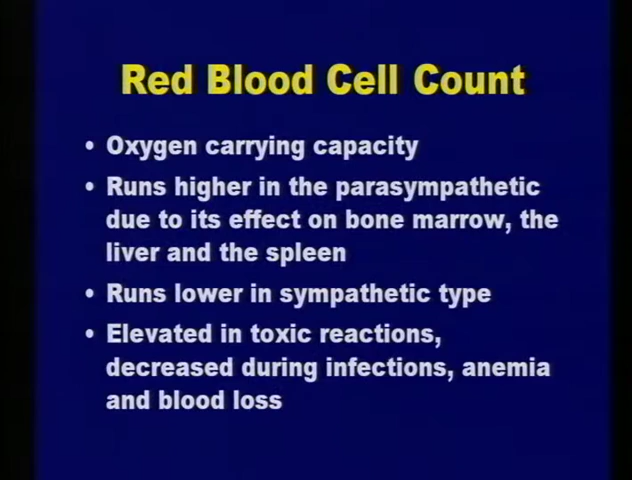 Red Blood Cell Count
• Oxygen carrying capacity
• Runs higher in the parasympathetic
due to its effect on bone marrow, the
liver and the spleen
• Runs lower in sympathetic type
• Elevated in toxic reactions,
decreased during infections, anemia
and blood loss